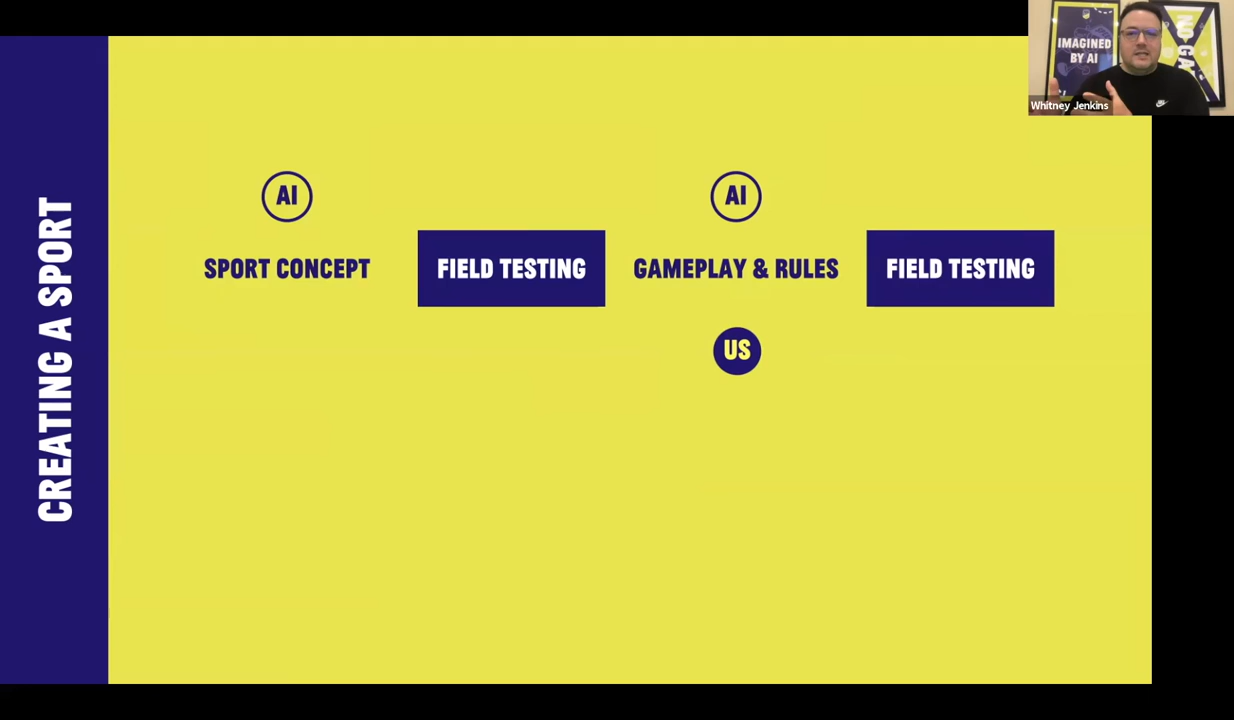 CREATING A SPORT
AI
SPORT CONCEPT
FIELD TESTING
AI
GAMEPLAY & RULES
US
FIELD TESTING
IMAGINED
BY AI
Whitney Jenkins